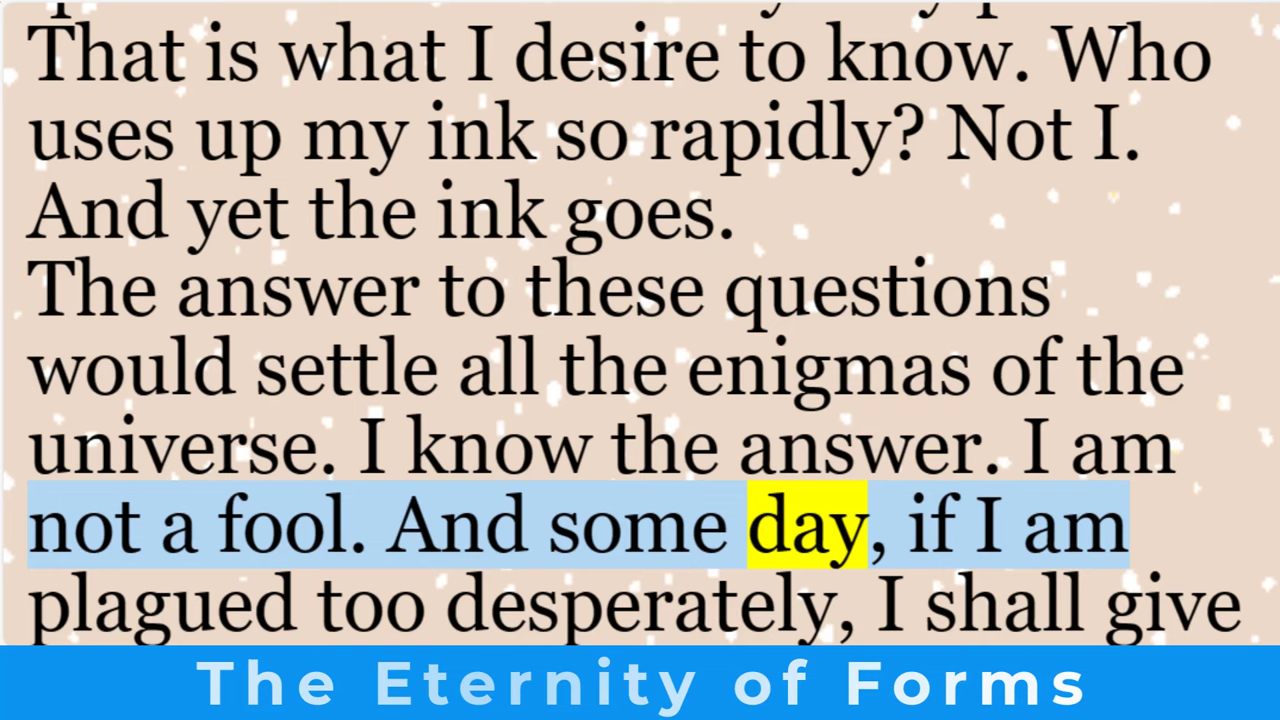 That is what I desire to know. Who
uses up my ink so rapidly? Not I.
And yet the ink goes.
The answer to these questions
would settle all the enigmas of the
universe. I know the answer. I am
not a fool. And some day, if I am
plagued too desperately, I shall give
The Eternity of Forms